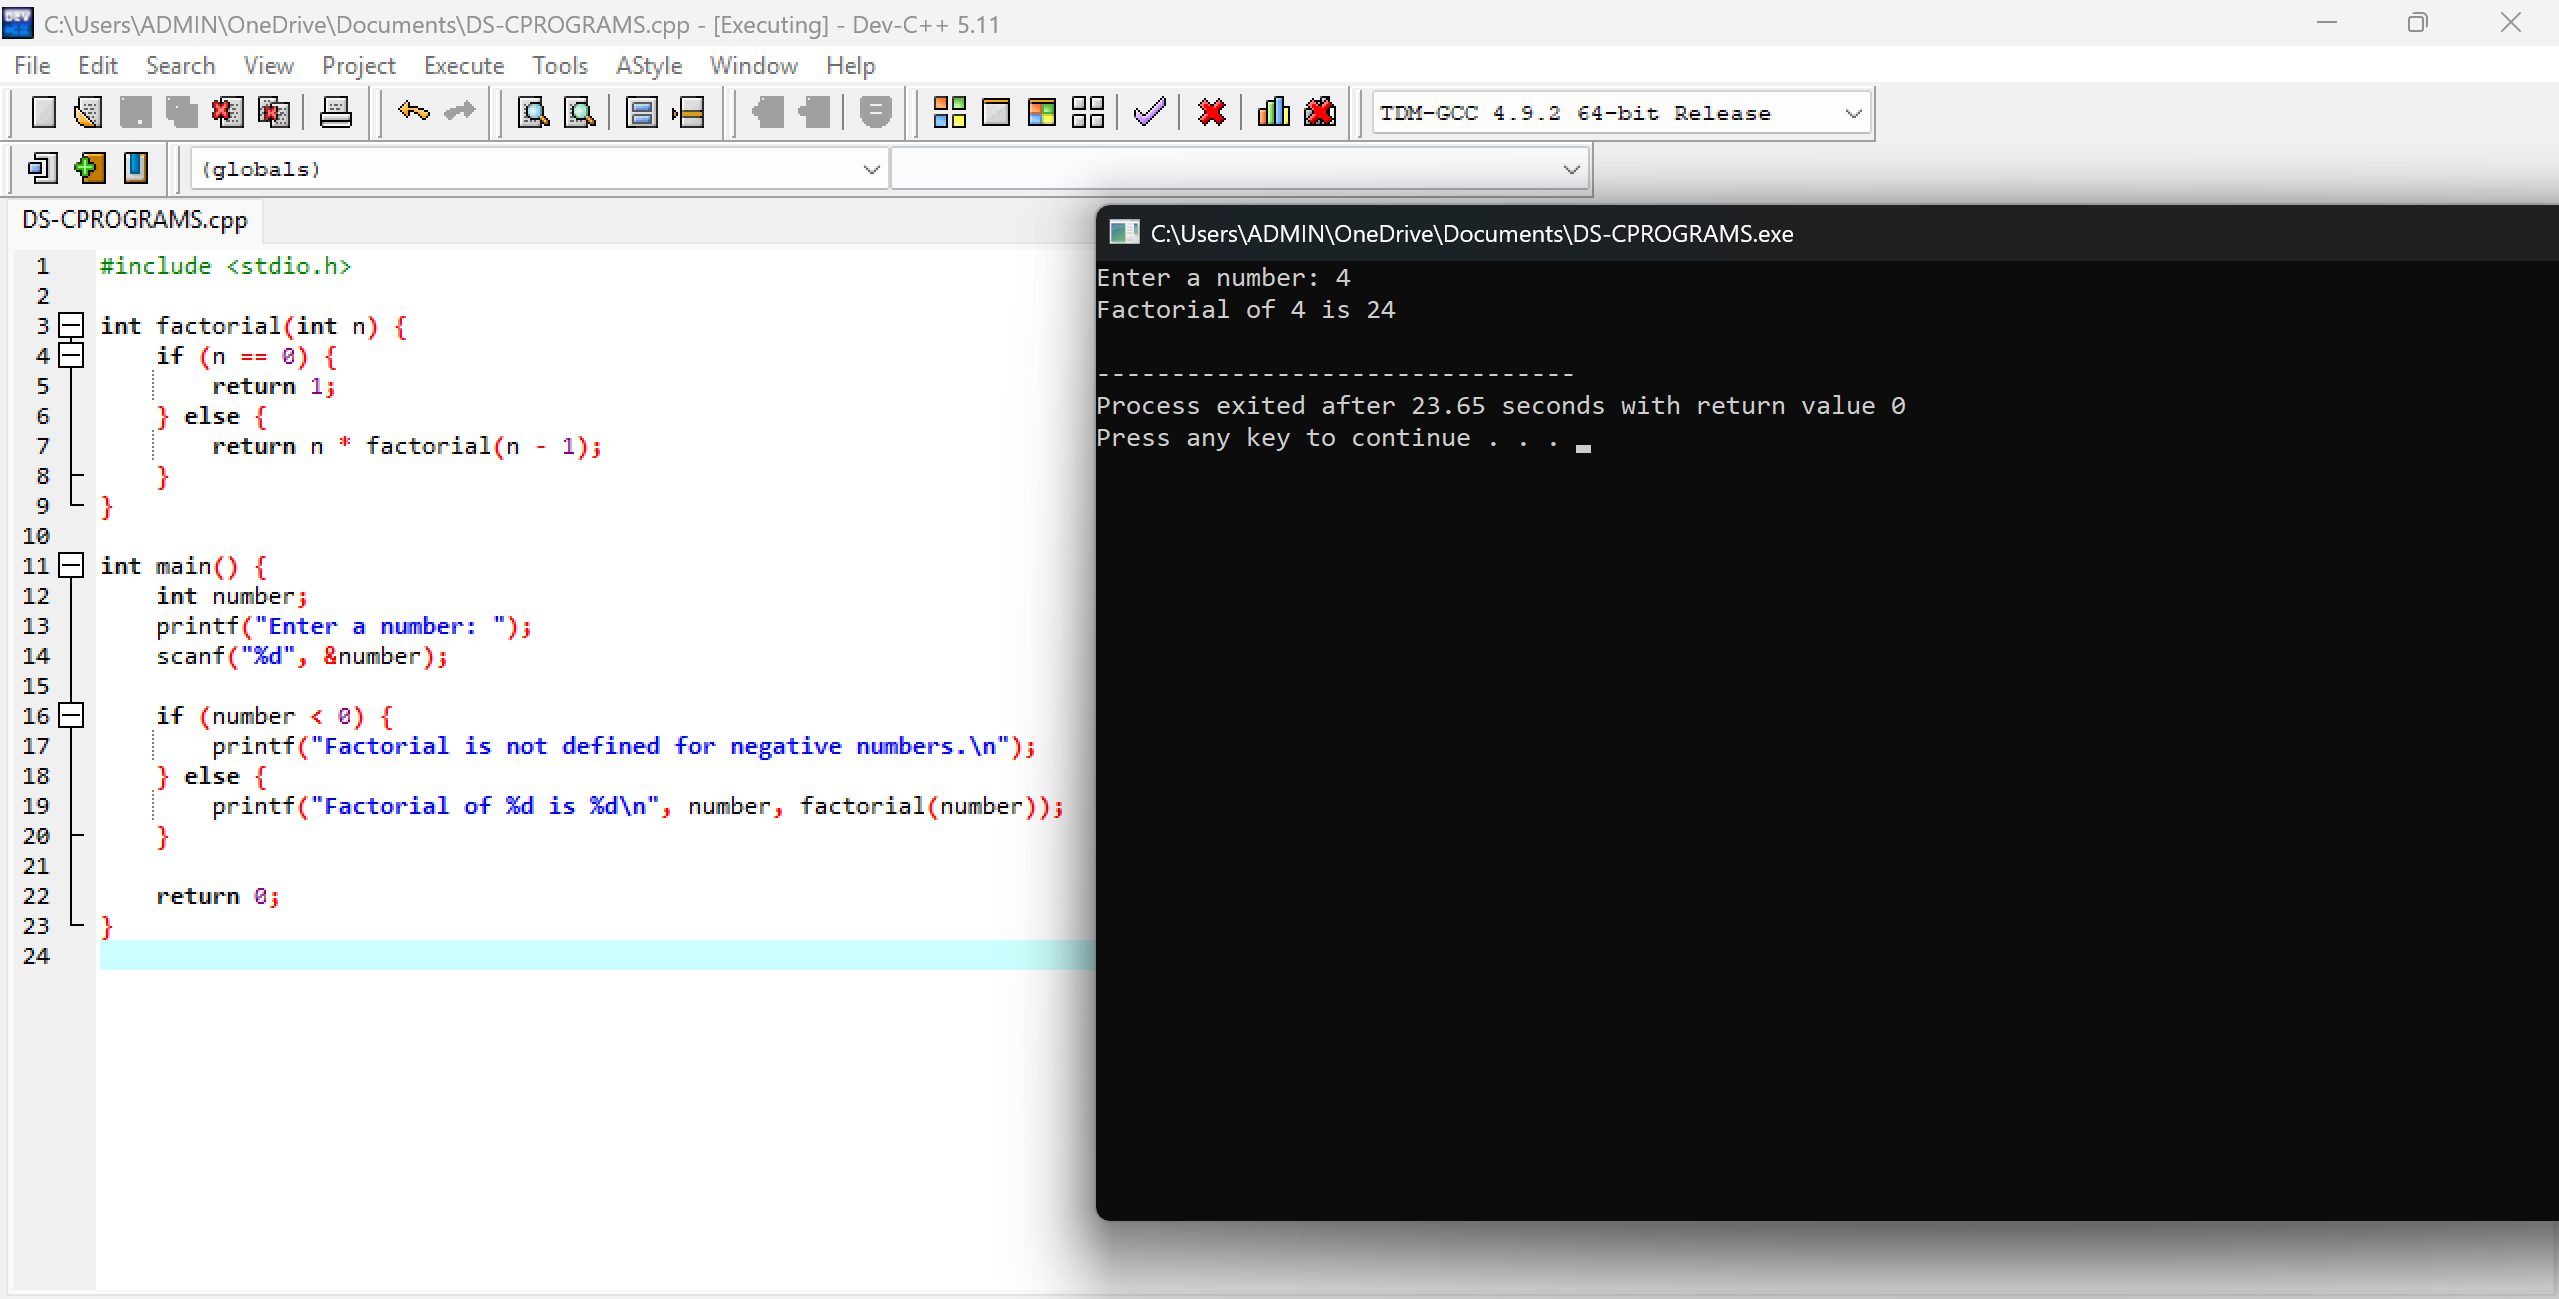 C:\Users\ADMIN\OneDrive\Documents\DS-CPROGRAMS.cpp - [Executing] - Dev-C++ 5.11
File Edit Search View Project Execute Tools AStyle Window Help
TDM-GCC 4.9.2 64-bit Release
(globals)
DS-CPROGRAMS.cpp
1 #include <stdio.h>
2
3 int factorial(int n) {
4     if (n == 0) {
5         return 1;
6     } else {
7         return n * factorial(n - 1);
8     }
9 }
10
11 int main() {
12     int number;
13     printf("Enter a number: ");
14     scanf("%d", &number);
15
16     if (number < 0) {
17         printf("Factorial is not defined for negative numbers.\n");
18     } else {
19         printf("Factorial of %d is %d\n", number, factorial(number));
20     }
21
22     return 0;
23 }
24
C:\Users\ADMIN\OneDrive\Documents\DS-CPROGRAMS.exe
Enter a number: 4
Factorial of 4 is 24
--------------------------------
Process exited after 23.65 seconds with return value 0
Press any key to continue . . .